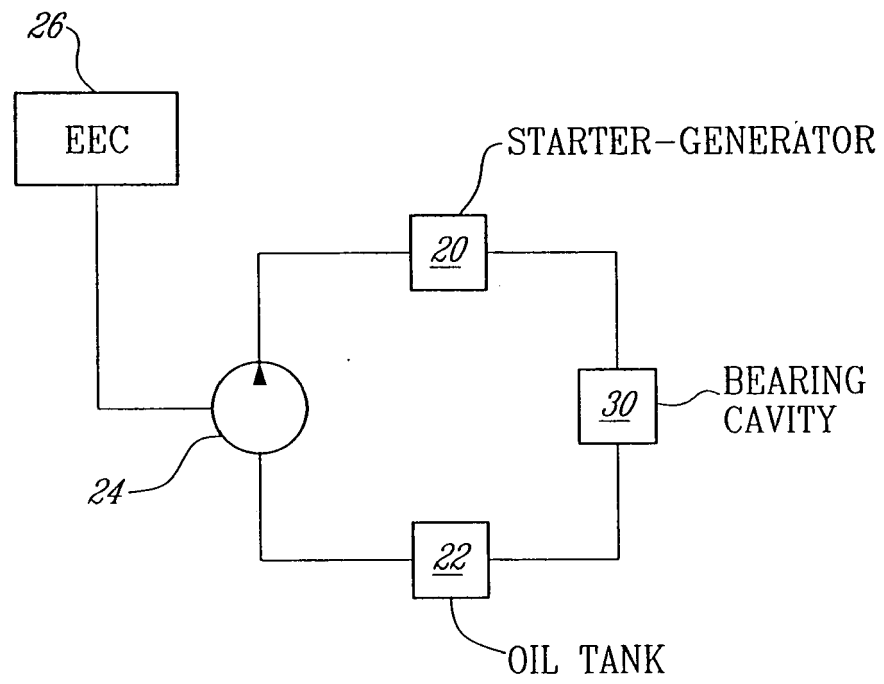 26
EEC
STARTER-GENERATOR
20
30
BEARING
CAVITY
24
22
OIL TANK